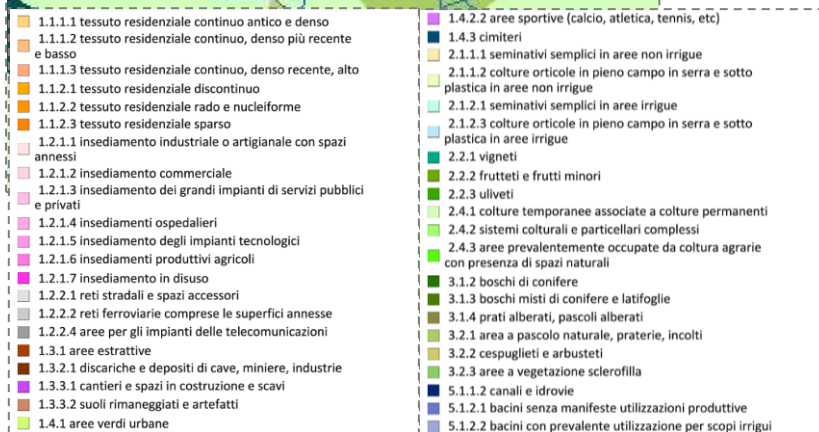 1.1.1.1 tessuto residenziale continuo antico e denso
1.1.1.2 tessuto residenziale continuo, denso più recente
e basso
1.1.1.3 tessuto residenziale continuo, denso recente, alto
1.1.2.1 tessuto residenziale discontinuo
1.1.2.2 tessuto residenziale rado e nucleiforme
1.1.2.3 tessuto residenziale sparso
1.2.1.1 insediamento industriale o artigianale con spazi
annessi
1.2.1.2 insediamento commerciale
1.2.1.3 insediamento dei grandi impianti di servizi pubblici
e privati
1.2.1.4 insediamenti ospedalieri
1.2.1.5 insediamento degli impianti tecnologici
1.2.1.6 insediamenti produttivi agricoli
1.2.1.7 insediamento in disuso
1.2.2.1 reti stradali e spazi accessori
1.2.2.2 reti ferroviarie comprese le superfici annesse
1.2.2.4 aree per gli impianti delle telecomunicazioni
1.3.1 aree estrattive
1.3.2.1 discariche e depositi di cave, miniere, industrie
1.3.3.1 cantieri e spazi in costruzione e scavi
1.3.3.2 suoli rimaneggiati e artefatti
1.4.1 aree verdi urbane
1.4.2.2 aree sportive (calcio, atletica, tennis, etc)
1.4.3 cimiteri
2.1.1.1 seminativi semplici in aree non irrigue
2.1.1.2 colture orticole in pieno campo in serra e sotto
plastica in aree non irrigue
2.1.2.1 seminativi semplici in aree irrigue
2.1.2.3 colture orticole in pieno campo in serra e sotto
plastica in aree irrigue
2.2.1 vigneti
2.2.2 frutteti e frutti minori
2.2.3 uliveti
2.4.1 colture temporanee associate a colture permanenti
2.4.2 sistemi colturali e particellari complessi
2.4.3 aree prevalentemente occupate da coltura agrarie
con presenza di spazi naturali
3.1.2 boschi di conifere
3.1.3 boschi misti di conifere e latifoglie
3.1.4 prati alberati, pascoli alberati
3.2.1 area a pascolo naturale, praterie, incolti
3.2.2 cespuglieti e arbusteti
3.2.3 aree a vegetazione sclerofilla
5.1.1.2 canali e idrovie
5.1.2.1 bacini senza manifeste utilizzazioni produttive
5.1.2.2 bacini con prevalente utilizzazione per scopi irrigui